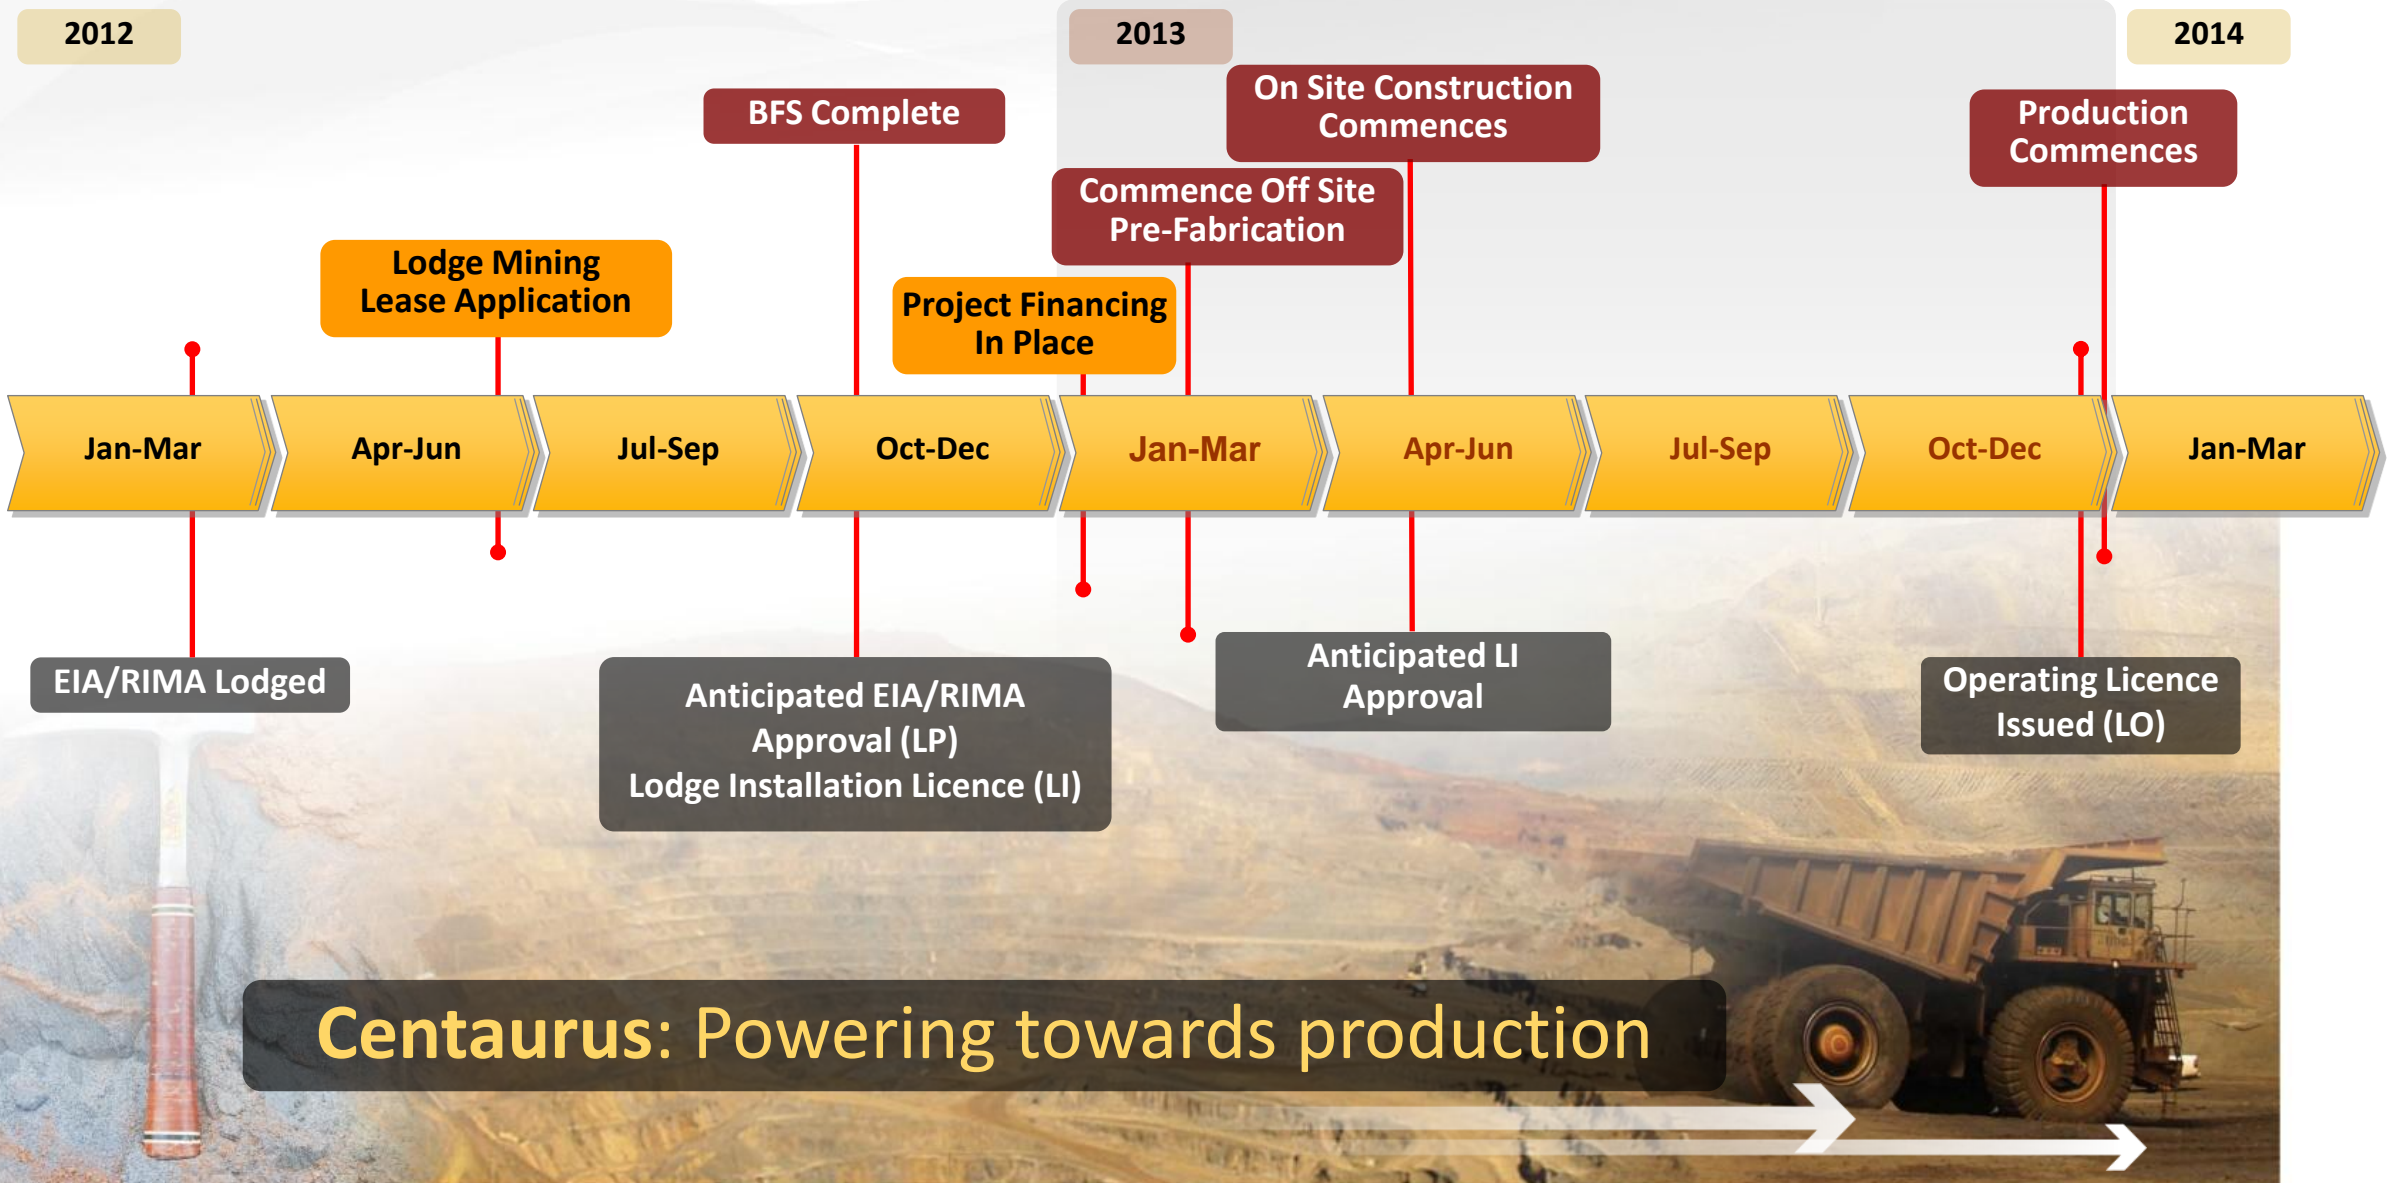 2012
2013
2014
BFS Complete
On Site Construction
Commences
Production
Commences
Commence Off Site
Pre-Fabrication
Lodge Mining
Lease Application
Project Financing
In Place
Jan-Mar
Apr-Jun
Jul-Sep
Oct-Dec
Jan-Mar
Apr-Jun
Jul-Sep
Oct-Dec
Jan-Mar
EIA/RIMA Lodged
Anticipated EIA/RIMA
Approval (LP)
Lodge Installation Licence (LI)
Anticipated LI
Approval
Operating Licence
Issued (LO)
Centaurus: Powering towards production